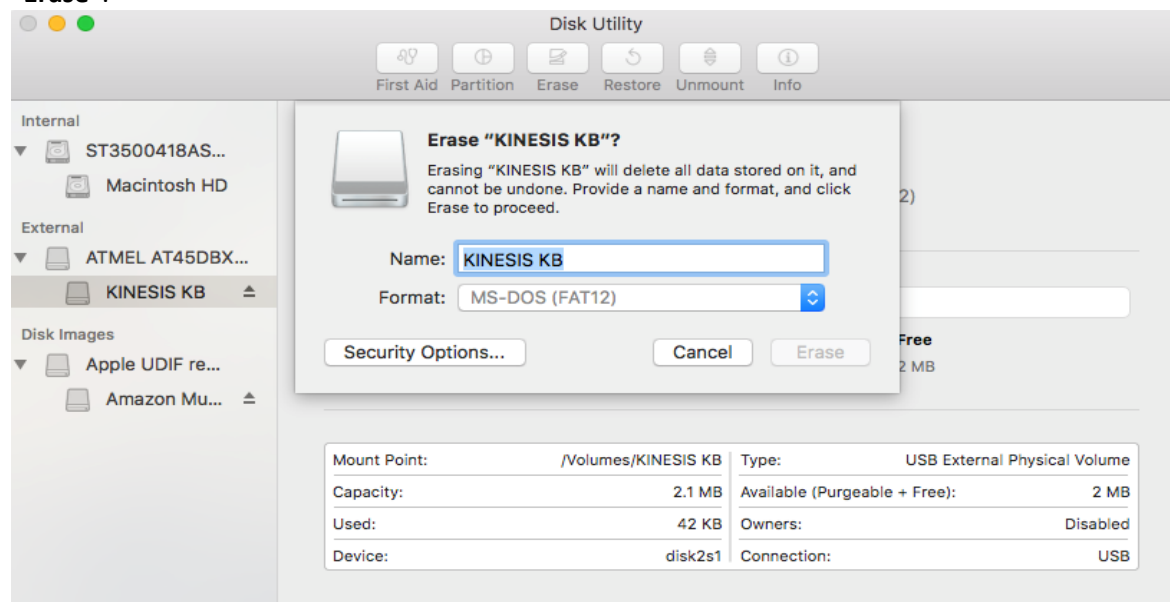 Erase".
Disk Utility
First Aid Partition Erase Restore Unmount Info
Internal
ST3500418AS...
Macintosh HD
External
ATMEL AT45DBX...
KINESIS KB
Disk Images
Apple UDIF re...
Amazon Mu...
Erase “KINESIS KB”?
Erasing “KINESIS KB” will delete all data stored on it, and
cannot be undone. Provide a name and format, and click
Erase to proceed.
Name: KINESIS KB
Format: MS-DOS (FAT12)
Security Options... Cancel Erase
2)
Free
2 MB
Mount Point: /Volumes/KINESIS KB Type: USB External Physical Volume
Capacity: 2.1 MB Available (Purgeable + Free): 2 MB
Used: 42 KB Owners: Disabled
Device: disk2s1 Connection: USB